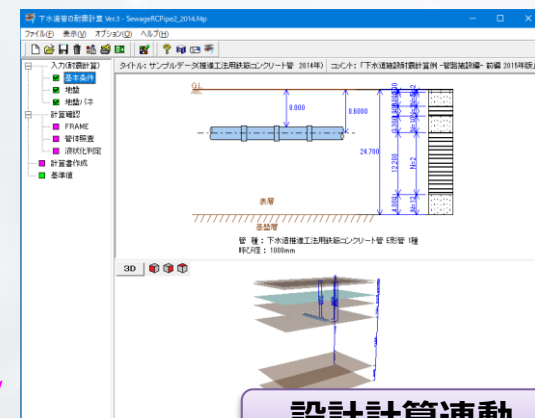 下水道管の耐震計算 Ver.3 - SewageRCPipe2_2014.f4p
ファイル(F) 表示(V) オプション(O) ヘルプ(H)
入力(耐震計算)
基本条件
地盤
地盤バネ
計算確認
FRAME
管体照査
液状化判定
計算書作成
基準値
タイトル: サンプルデータ(推進工法用鉄筋コンクリート管 2014年)
コメント: 「下水道施設耐震計算例 -管路施設編- 前編 2015年版」
GL
8.000
8.6000
24.700
12.200
4.000
N=2
N=12
表層
基盤層
管 種 : 下水道推進工法用鉄筋コンクリート管 E形管 1種
呼び径 : 1000mm
3D
設計計算連動